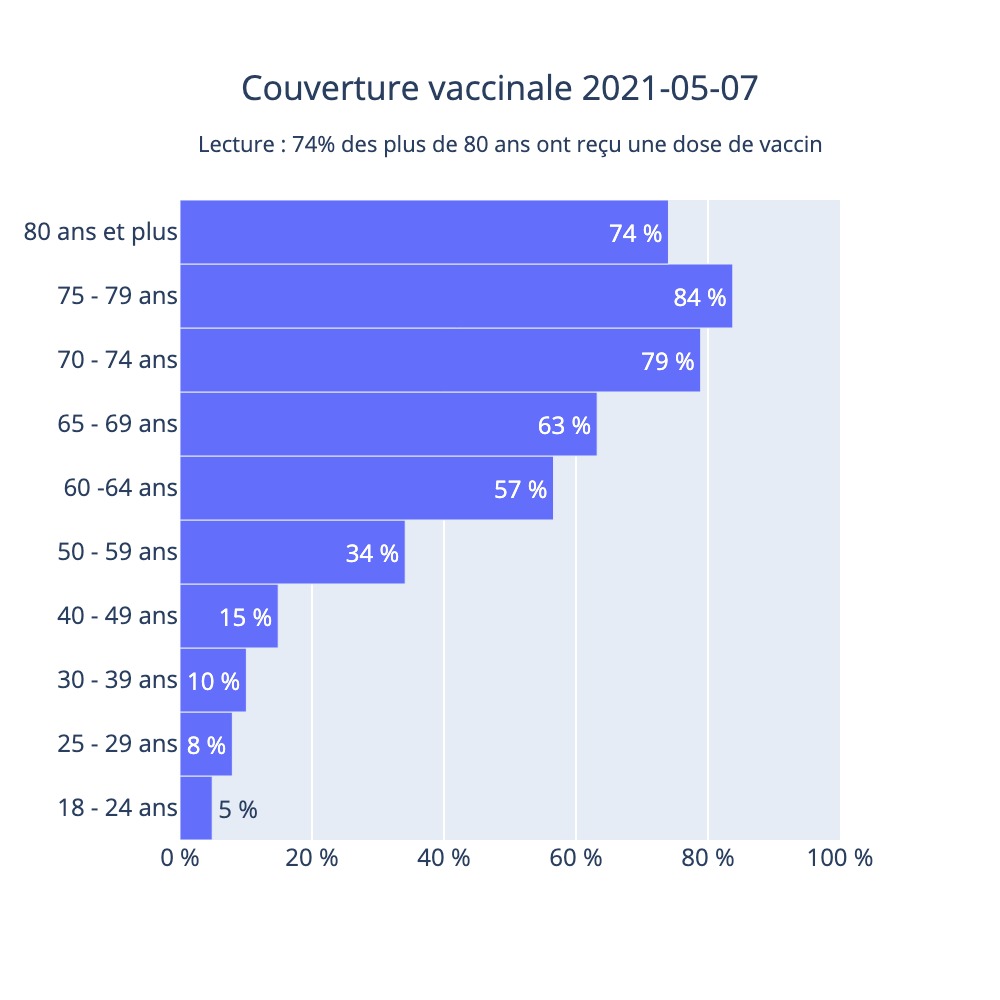 Couverture vaccinale 2021-05-07
Lecture : 74% des plus de 80 ans ont reçu une dose de vaccin
80 ans et plus 74 %
75 - 79 ans 84 %
70 - 74 ans 79 %
65 - 69 ans 63 %
60 -64 ans 57 %
50 - 59 ans 34 %
40 - 49 ans 15 %
30 - 39 ans 10 %
25 - 29 ans 8 %
18 - 24 ans 5 %
0 % 20 % 40 % 60 % 80 % 100 %